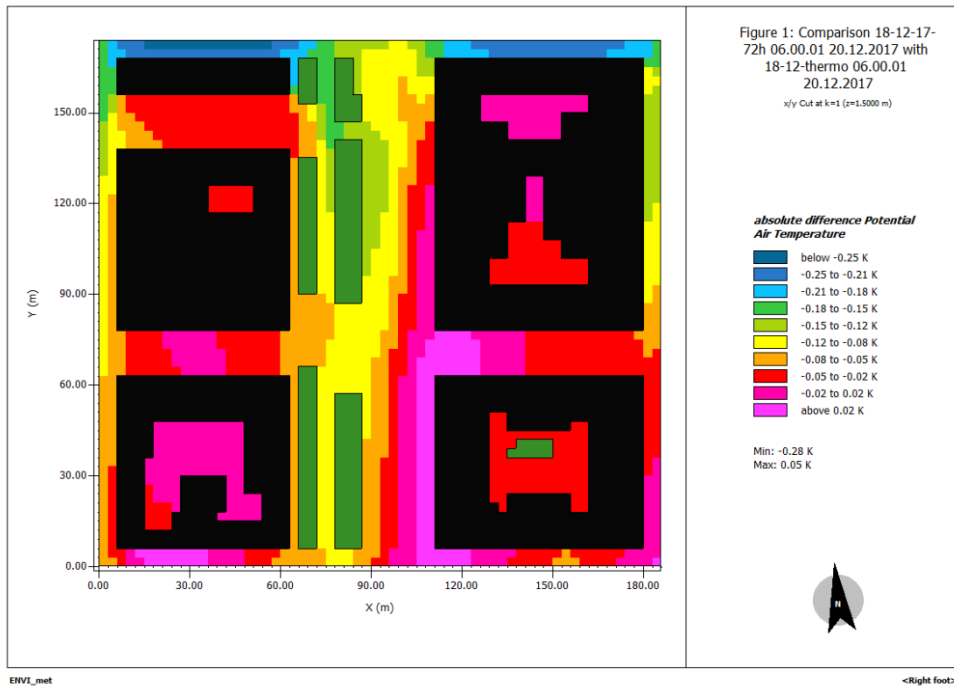 Figure 1: Comparison 18-12-17-
72h 06.00.01 20.12.2017 with
18-12-thermo 06.00.01
20.12.2017
x/y Cut at k=1 (z=1.5000 m)
150.00
120.00
90.00
60.00
30.00
0.00
Y (m)
0.00 30.00 60.00 90.00 120.00 150.00 180.00
X (m)
absolute difference Potential
Air Temperature
below -0.25 K
-0.25 to -0.21 K
-0.21 to -0.18 K
-0.18 to -0.15 K
-0.15 to -0.12 K
-0.12 to -0.08 K
-0.08 to -0.05 K
-0.05 to -0.02 K
-0.02 to 0.02 K
above 0.02 K
Min: -0.28 K
Max: 0.05 K
N
ENVI_met
<Right foot>